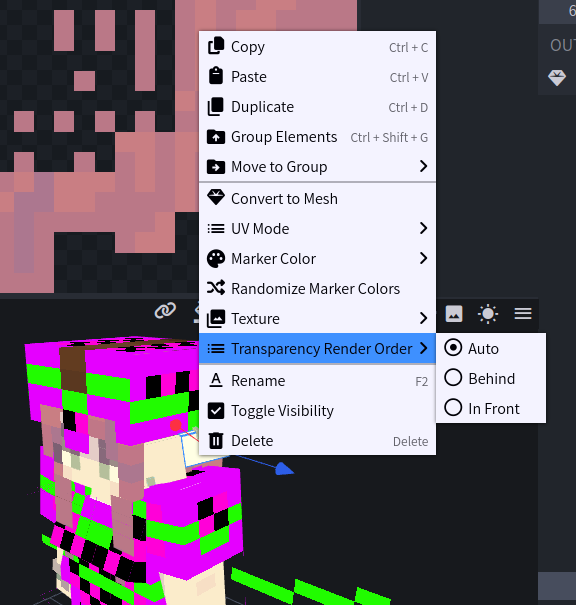 6
OUT
Copy Ctrl + C
Paste Ctrl + V
Duplicate Ctrl + D
Group Elements Ctrl + Shift + G
Move to Group
Convert to Mesh
UV Mode
Marker Color
Randomize Marker Colors
Texture
Transparency Render Order
Auto
Behind
In Front
Rename F2
Toggle Visibility
Delete Delete